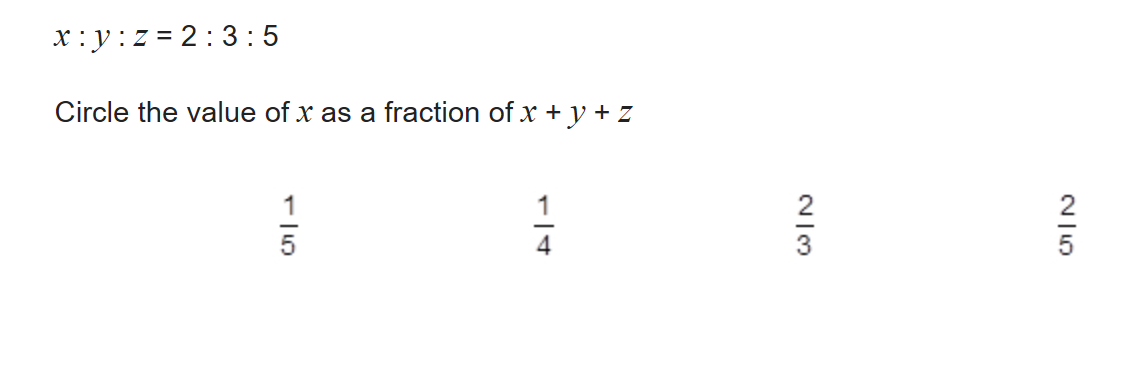 x : y : z = 2 : 3 : 5
Circle the value of x as a fraction of x + y + z
1/5 1/4 2/3 2/5